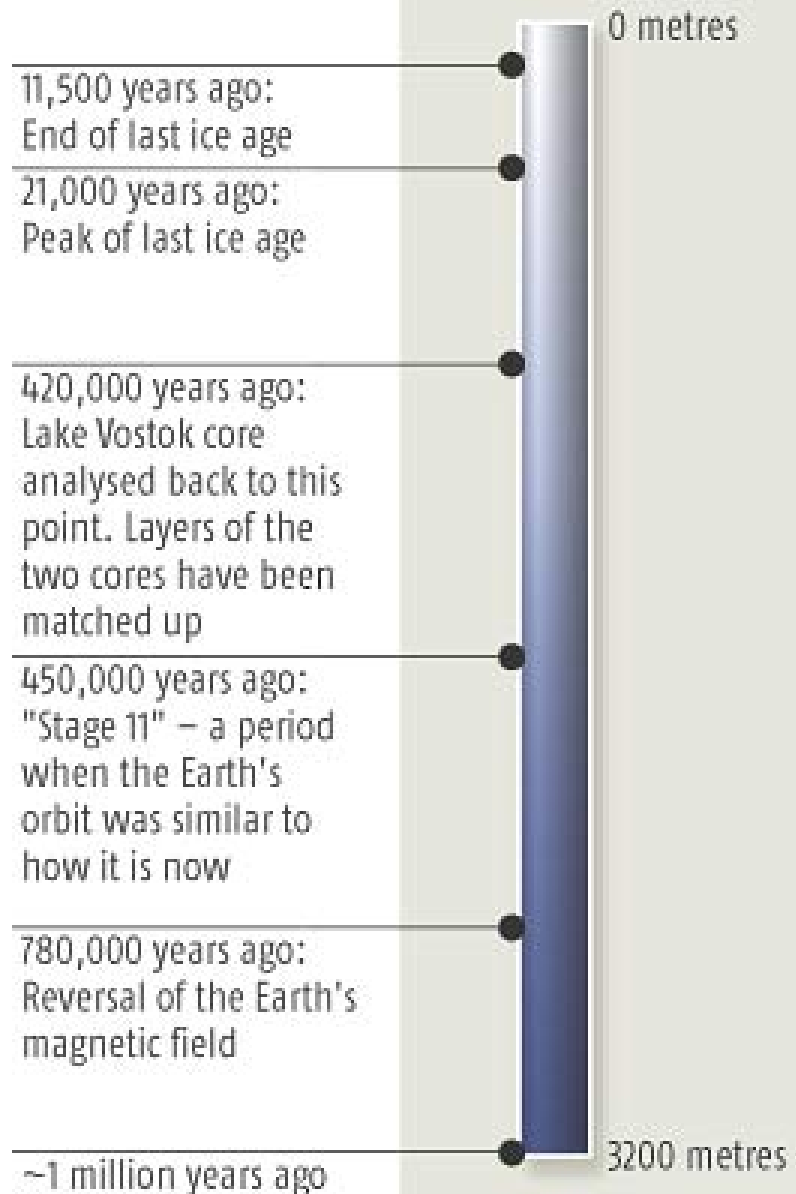 0 metres
11,500 years ago:
End of last ice age
21,000 years ago:
Peak of last ice age
420,000 years ago:
Lake Vostok core
analysed back to this
point. Layers of the
two cores have been
matched up
450,000 years ago:
"Stage 11" – a period
when the Earth's
orbit was similar to
how it is now
780,000 years ago:
Reversal of the Earth's
magnetic field
3200 metres
~1 million years ago